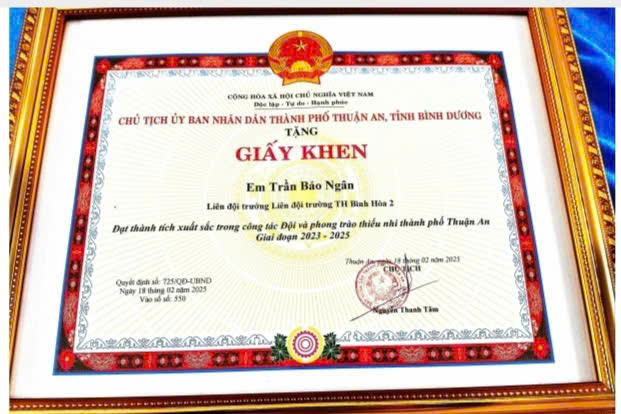 CỘNG HÒA XÃ HỘI CHỦ NGHĨA VIỆT NAM
Độc lập - Tự do - Hạnh phúc
CHỦ TỊCH ỦY BAN NHÂN DÂN THÀNH PHỐ THUẬN AN, TỈNH BÌNH DƯƠNG
TẶNG
GIẤY KHEN
Em Trần Bảo Ngân
Liên đội trưởng Liên đội trường TH Bình Hòa 2
Đạt thành tích xuất sắc trong công tác Đội và phong trào thiếu nhi thành phố Thuận An
Giai đoạn 2023 - 2025
Thuận An, ngày 18 tháng 02 năm 2025
CHỦ TỊCH
Quyết định số: 725/QĐ-UBND
Ngày 18 tháng 02 năm 2025
Vào sổ số: 550
Nguyễn Thanh Tâm